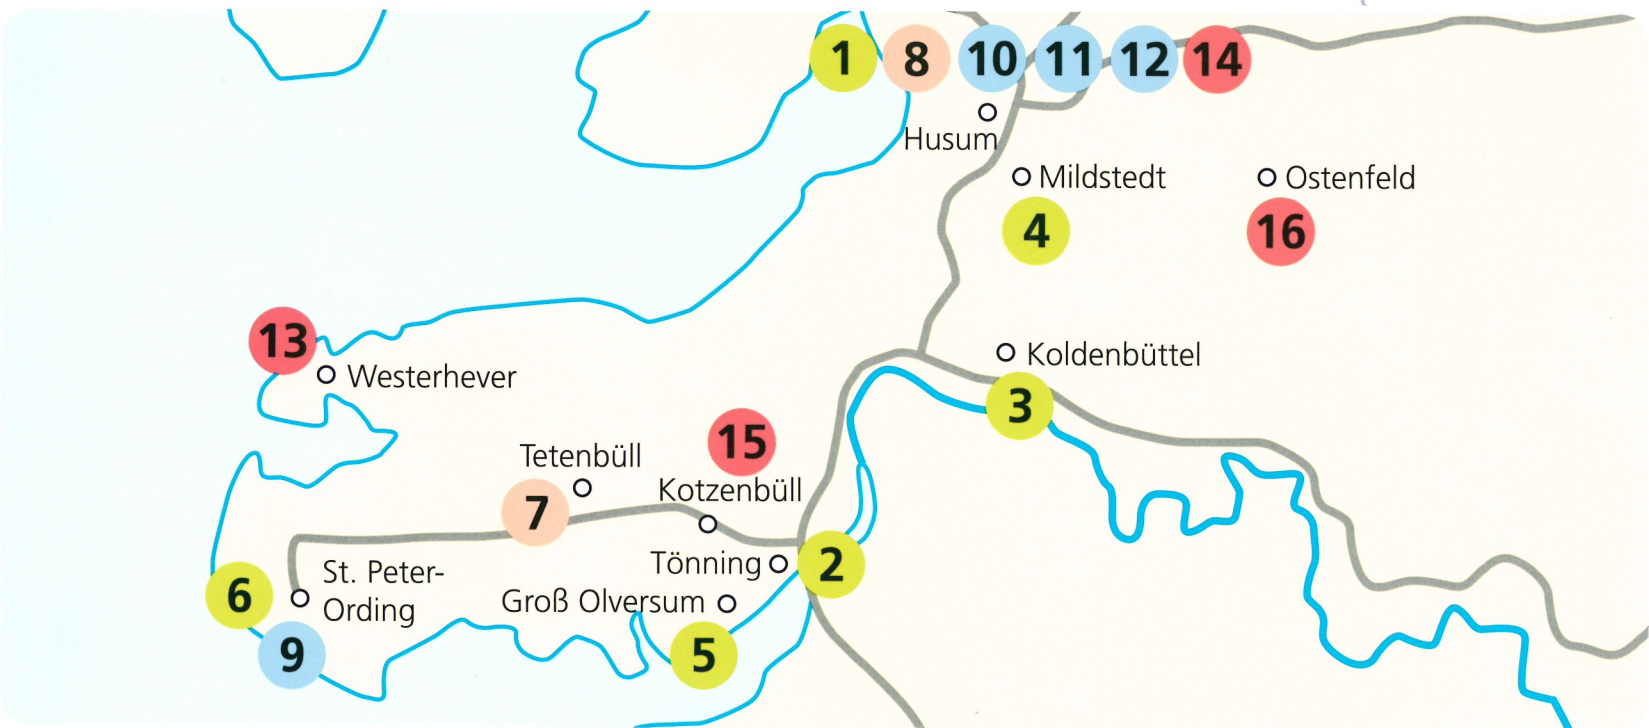 1 8 10 11 12 14
Husum
Mildstedt
Ostenfeld
4
16
13
Westerhever
Koldenbüttel
3
15
Tetenbüll
Kotzenbüll
7
Tönning
2
St. Peter-
Ording
6
Groß Olversum
9
5